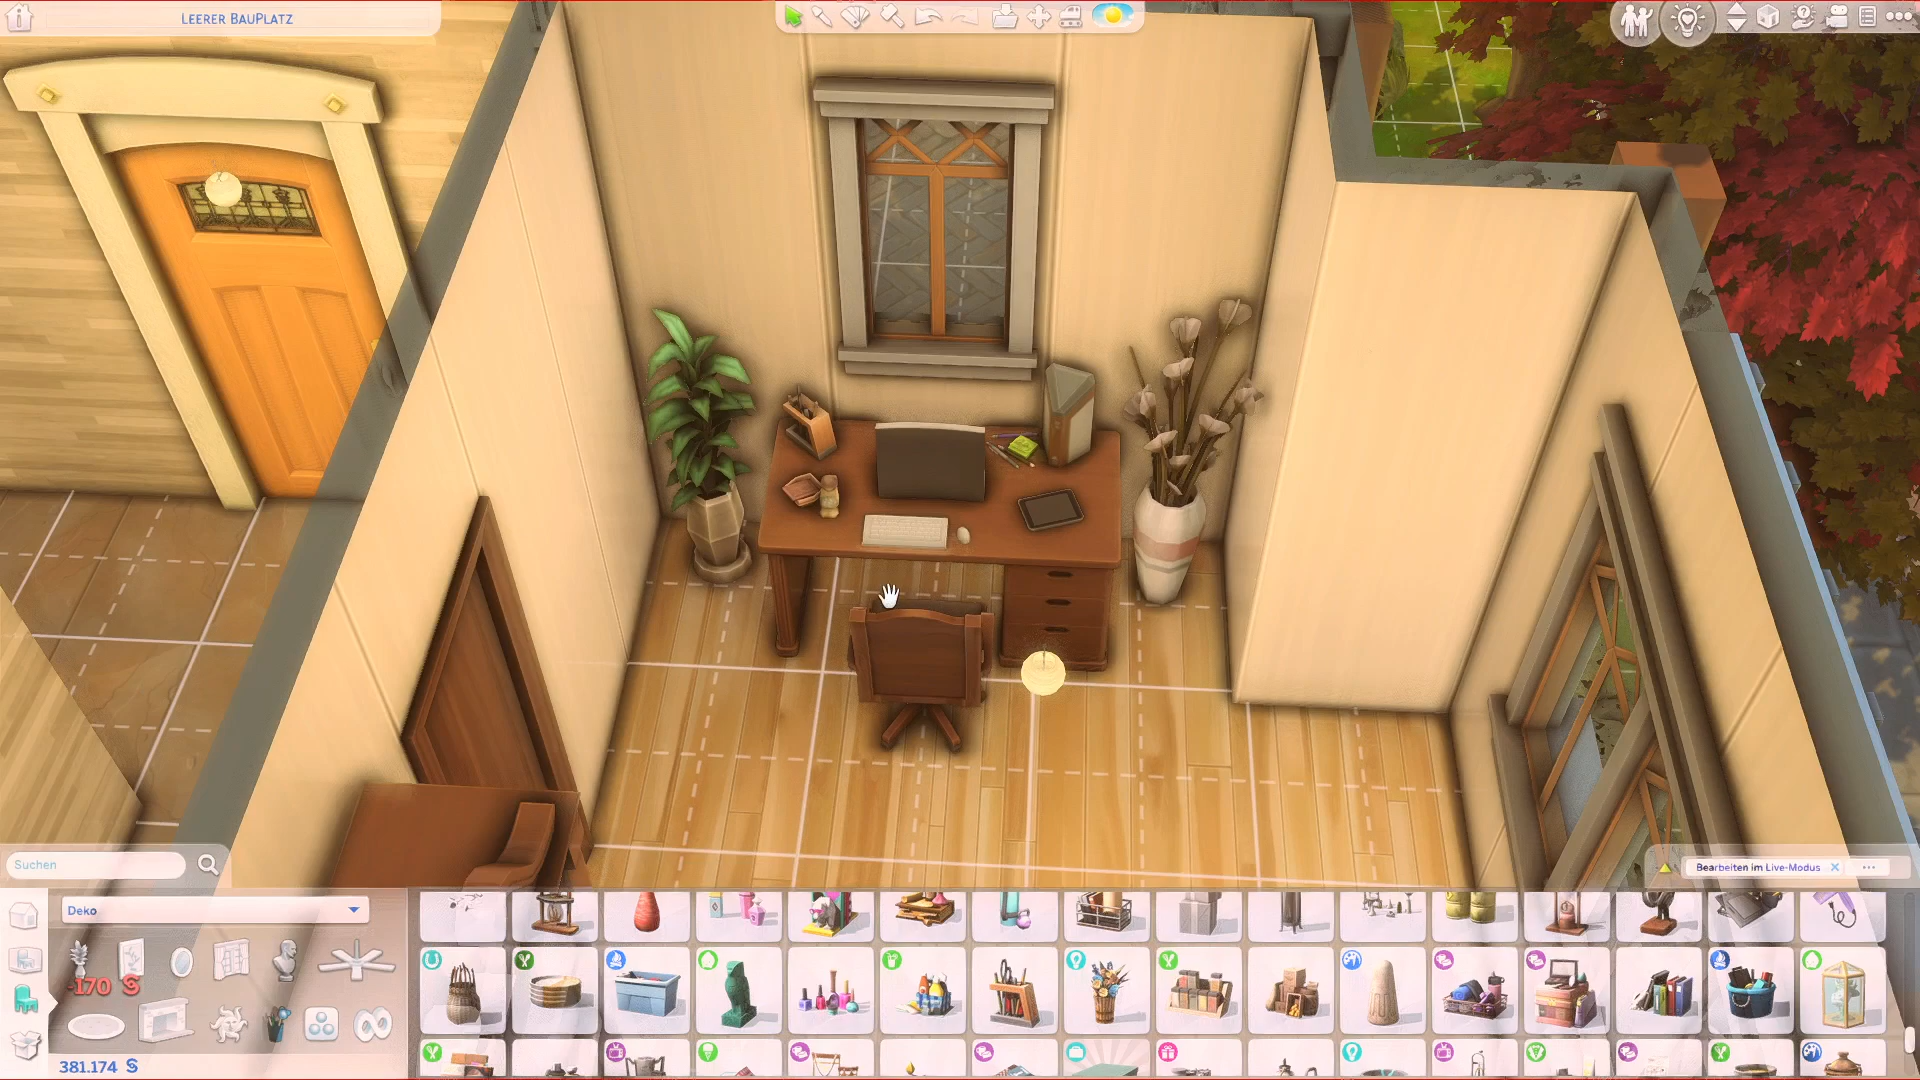 LEERER BAUPLATZ
Suchen
Bearbeiten im Live-Modus
Deko
-170 S
381.174 S